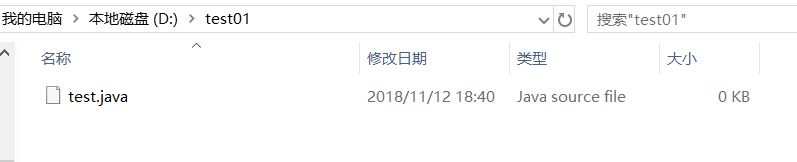 我的电脑 > 本地磁盘 (D:) > test01 搜索"test01"
名称 修改日期 类型 大小
test.java 2018/11/12 18:40 Java source file 0 KB